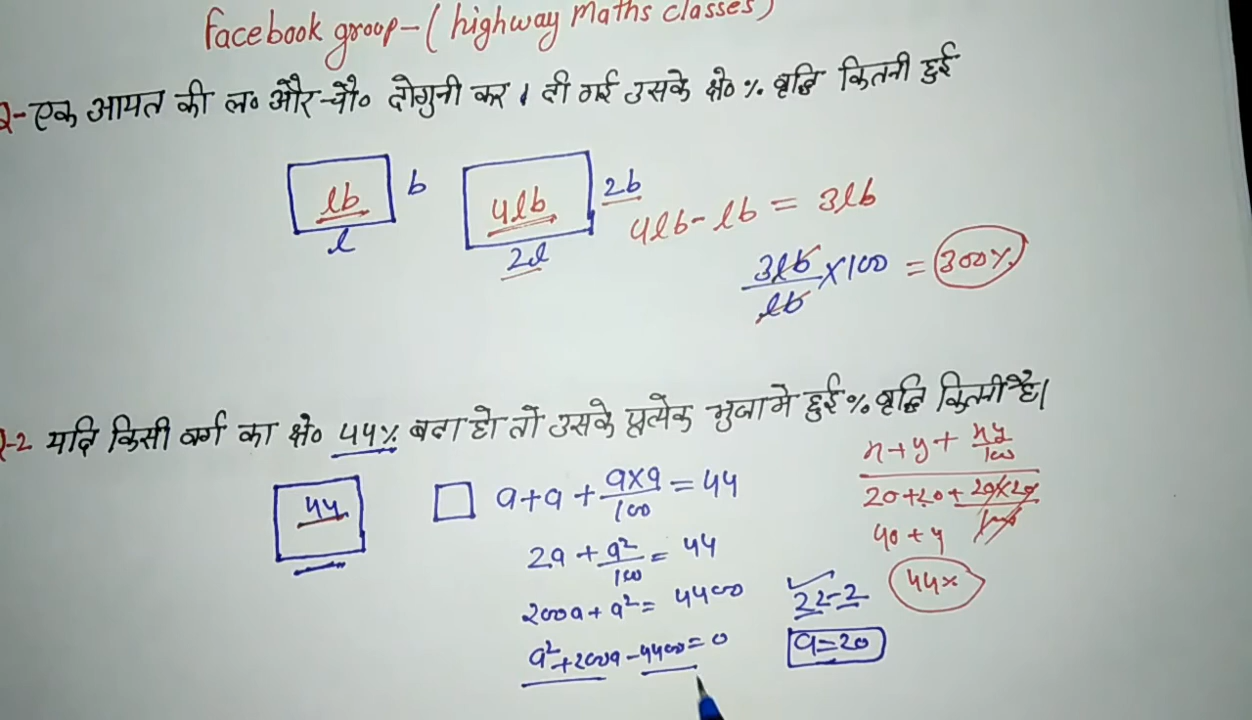 facebook groop-(highway Maths classes)
Q-एक आयत की ल० और चौ० दोगुनी कर । दी गई उसके क्षे० % वृद्धि कितनी हुई
lb b 4lb 2b 4lb-lb = 3lb
l 2l
3lb/lb ×100 = 300%
Q-2 यदि किसी वर्ग का क्षे० 44% बढा हो तो उसके प्रत्येक भुजा मे हुई % वृद्धि कितनी है।
44 a+a+ a×a/100 = 44
2a + a²/100 = 44
200a+a² = 4400
a²+200a-4400=0
22-2
a=20
x+y+ xy/100
20+20+ 20×20/100
40+4
44%